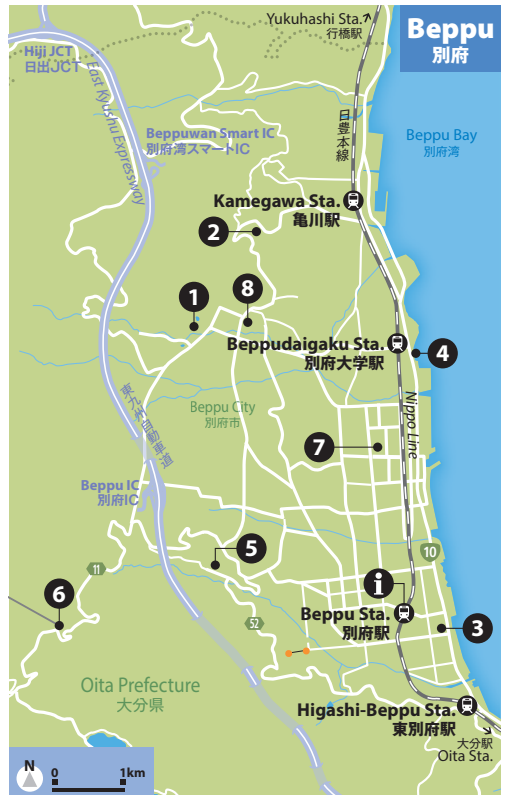 Yukuhashi Sta.
行橋駅
Beppu
別府
Hiji JCT
日出JCT
East Kyushu Expressway
Beppuwan Smart IC
別府湾スマートIC
日豊本線
Beppu Bay
別府湾
Kamegawa Sta.
亀川駅
2
1
8
Beppudaigaku Sta.
別府大学駅
4
Beppu City
別府市
Nippo Line
東九州自動車道
7
Beppu IC
別府IC
10
5
11
i
6
52
Beppu Sta.
別府駅
3
Oita Prefecture
大分県
Higashi-Beppu Sta.
東別府駅
大分駅
Oita Sta.
N
0 1km